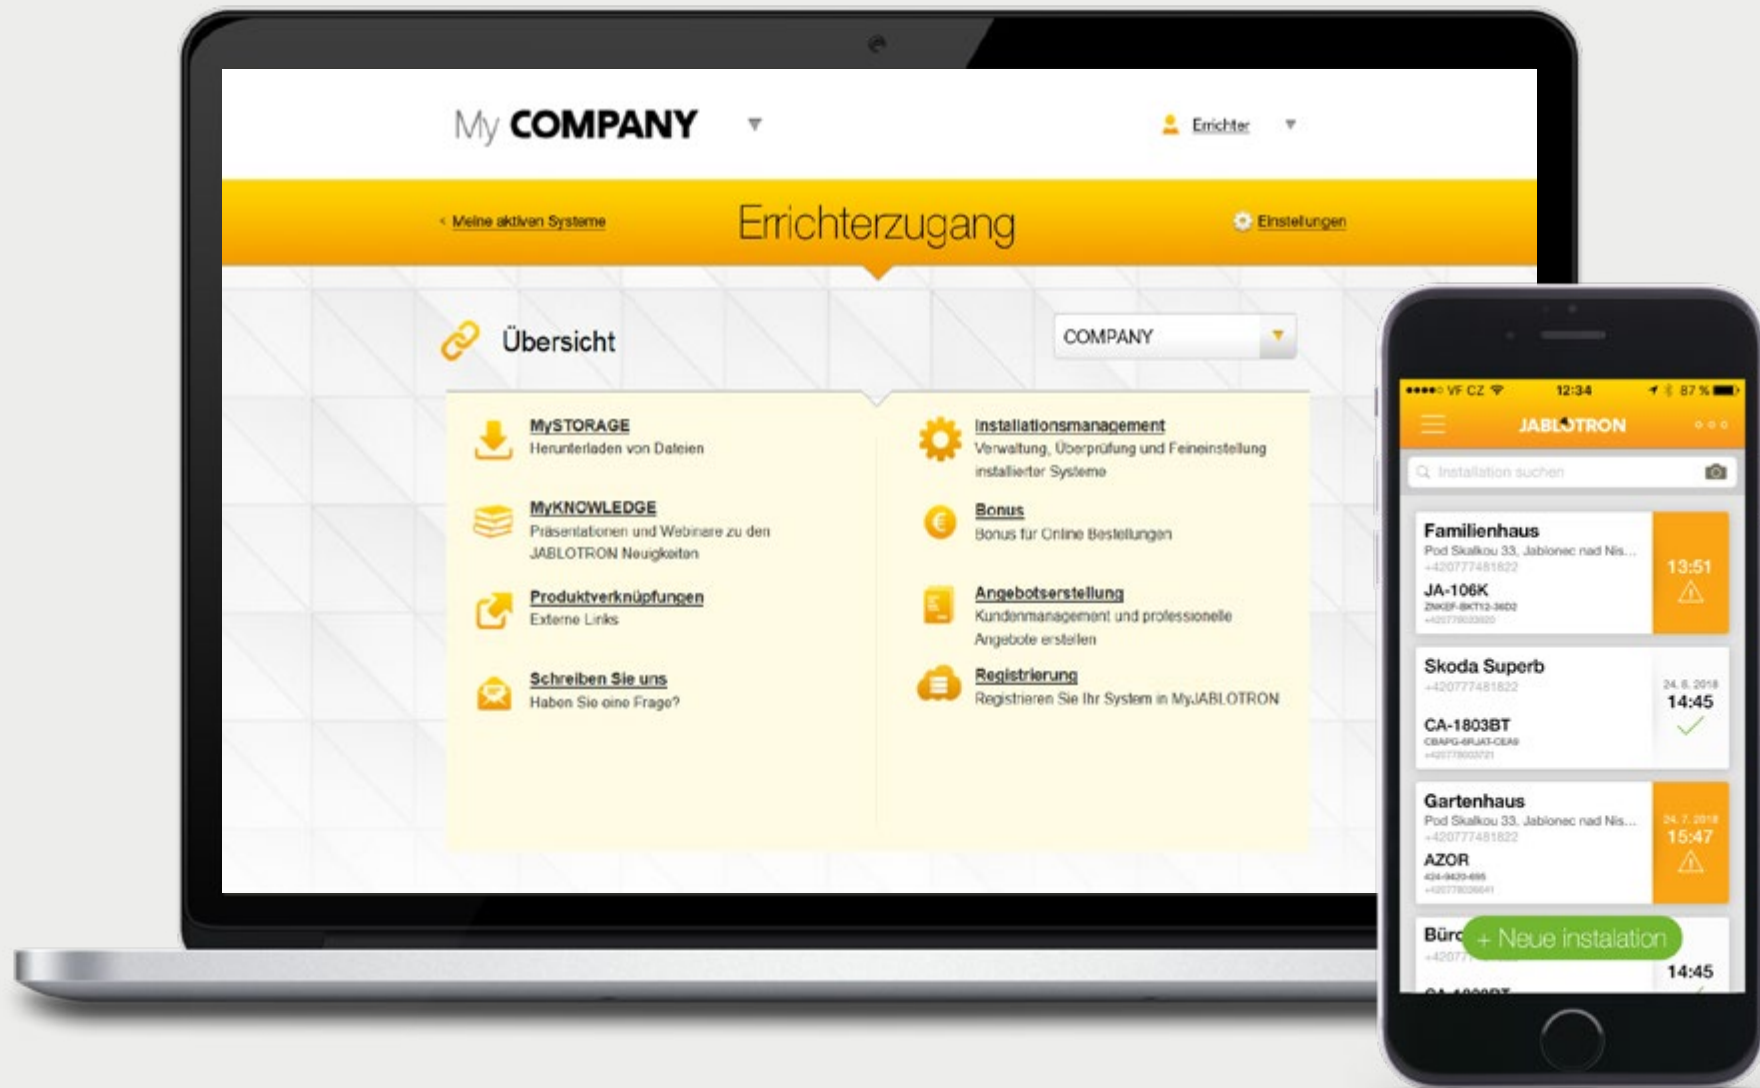 My COMPANY
Errichter
< Meine aktiven Systeme
Errichterzugang
Einstellungen
Übersicht
COMPANY
MySTORAGE
Herunterladen von Dateien
MyKNOWLEDGE
Präsentationen und Webinare zu den
JABLOTRON Neuigkeiten
Produktverknüpfungen
Externe Links
Schreiben Sie uns
Haben Sie eine Frage?
Installationsmanagement
Verwaltung, Überprüfung und Feineinstellung
installierter Systeme
Bonus
Bonus für Online Bestellungen
Angebotserstellung
Kundenmanagement und professionelle
Angebote erstellen
Registrierung
Registrieren Sie Ihr System in MyJABLOTRON
VF CZ 12:34 87 %
JABLOTRON
Installation suchen
Familienhaus
Pod Skalkou 33, Jablonec nad Nis...
+420777481822
13:51
JA-106K
Skoda Superb
+420777481822
24. 8. 2018
14:45
CA-1803BT
Gartenhaus
Pod Skalkou 33, Jablonec nad Nis...
+420777481822
24. 7. 2018
15:47
AZOR
+ Neue instalation
14:45